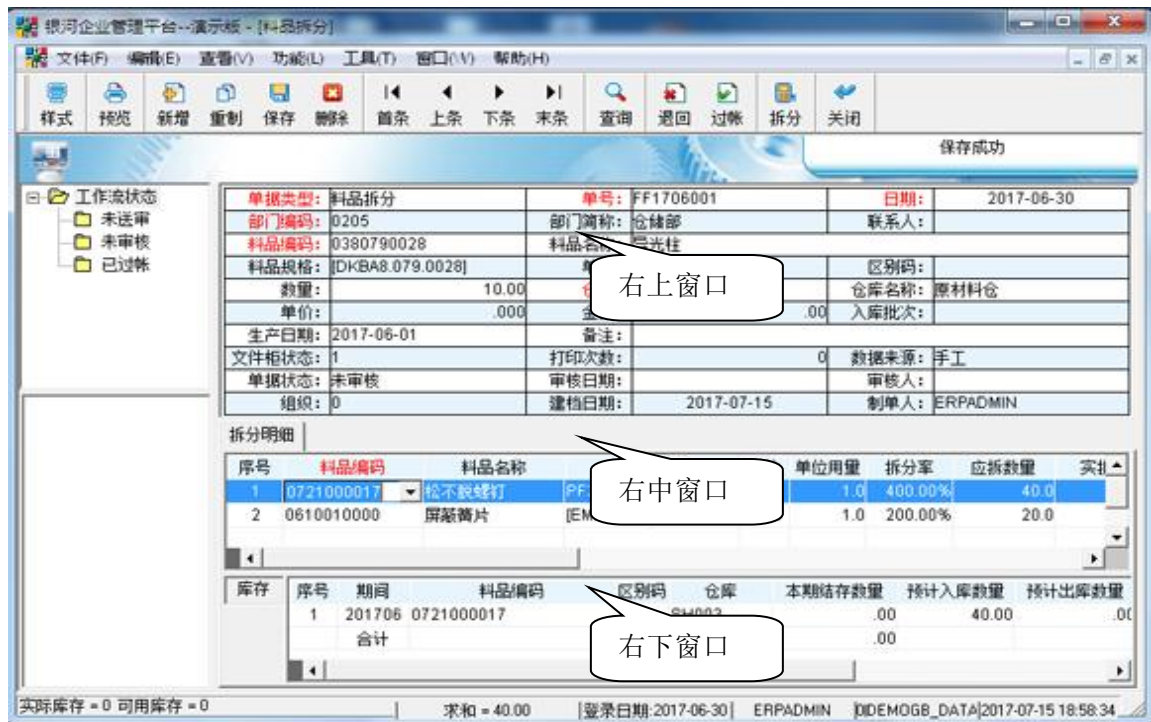 银河企业管理平台--演示板 - [料品拆分]
文件(F) 编辑(E) 查看(V) 功能(L) 工具(T) 窗口(W) 帮助(H)
样式 预览 新增 重制 保存 删除 首条 上条 下条 末条 查询 退回 过帐 拆分 关闭
保存成功
工作流状态
未送审
未审核
已过帐
单据类型: 料品拆分 单号: FF1706001 日期: 2017-06-30
部门编码: 0205 部门简称: 仓储部 联系人:
料品编码: 0380790028 料品名称: 导光柱
料品规格: [DKBA8.079.0028] 区别码:
数量: 10.00 仓库名称: 原材料仓
单价: .000 .00 入库批次:
右上窗口
生产日期: 2017-06-01 备注:
文件柜状态: 1 打印次数: 0 数据来源: 手工
单据状态: 未审核 审核日期: 审核人:
组织: 0 建档日期: 2017-07-15 制单人: ERPADMIN
拆分明细
序号 料品编码 料品名称 单位用量 拆分率 应拆数量
1 0721000017 松不脱螺钉 1.0 400.00% 40.0
2 0610010000 屏蔽簧片 [EM 1.0 200.00% 20.0
右中窗口
库存
序号 期间 料品编码 区别码 仓库 本期结存数量 预计入库数量 预计出库数量
1 201706 0721000017 .00 40.00
合计 .00
右下窗口
实际库存 = 0 可用库存 = 0 求和 = 40.00 登录日期:2017-06-30 ERPADMIN DEMOGB_DATA 2017-07-15 18:58:34